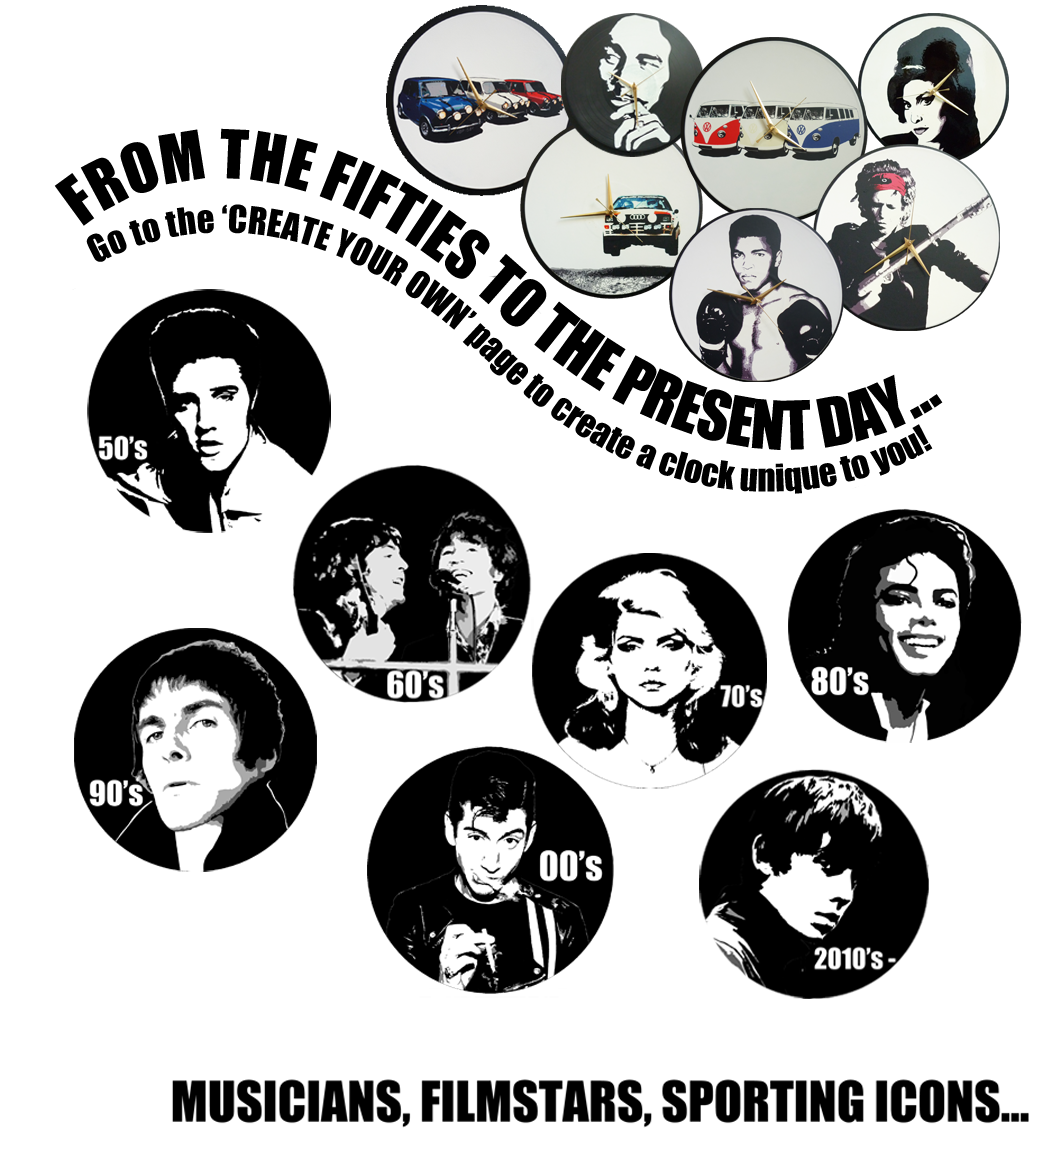 FROM THE FIFTIES TO THE PRESENT DAY...
Go to the ‘CREATE YOUR OWN’ page to create a clock unique to you!
50’s
60’s
70’s
80’s
90’s
00’s
2010’s -
MUSICIANS, FILMSTARS, SPORTING ICONS...